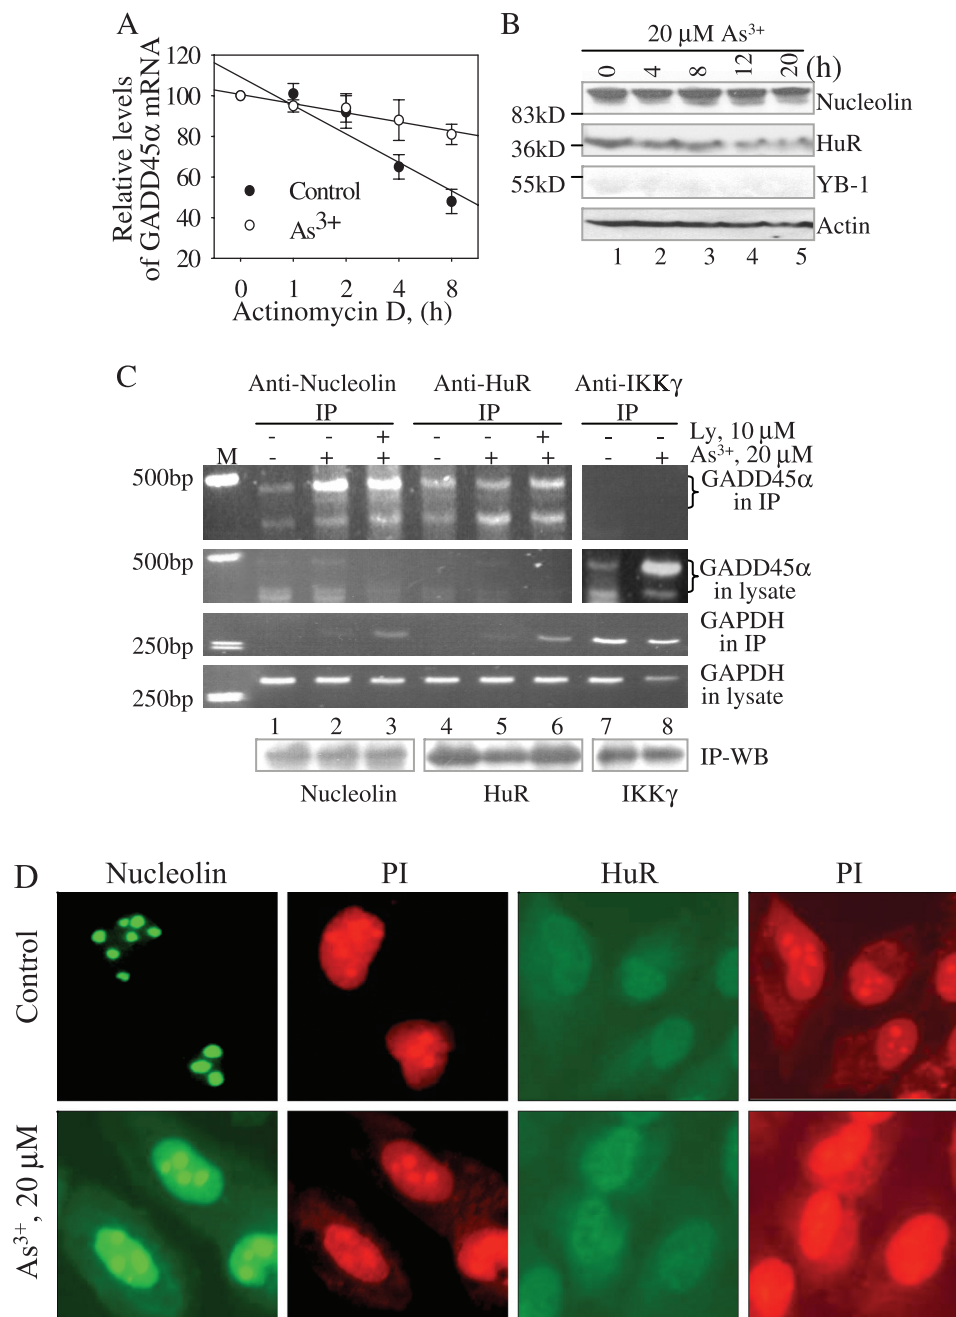 A
Relative levels
of GADD45α mRNA
120
100
80
60
40
20
Control
As3+
0 1 2 4 8
Actinomycin D, (h)
B
20 μM As3+
0 4 8 12 20 (h)
83kD
36kD
55kD
Nucleolin
HuR
YB-1
Actin
1 2 3 4 5
C
Anti-Nucleolin IP
Anti-HuR IP
Anti-IKKγ IP
- - + - - + - - Ly, 10 μM
M - + + - + + - + As3+, 20 μM
500bp
GADD45α
in IP
500bp
GADD45α
in lysate
250bp
GAPDH
in IP
250bp
GAPDH
in lysate
1 2 3 4 5 6 7 8
IP-WB
Nucleolin HuR IKKγ
D
Nucleolin PI HuR PI
Control
As3+, 20 μM